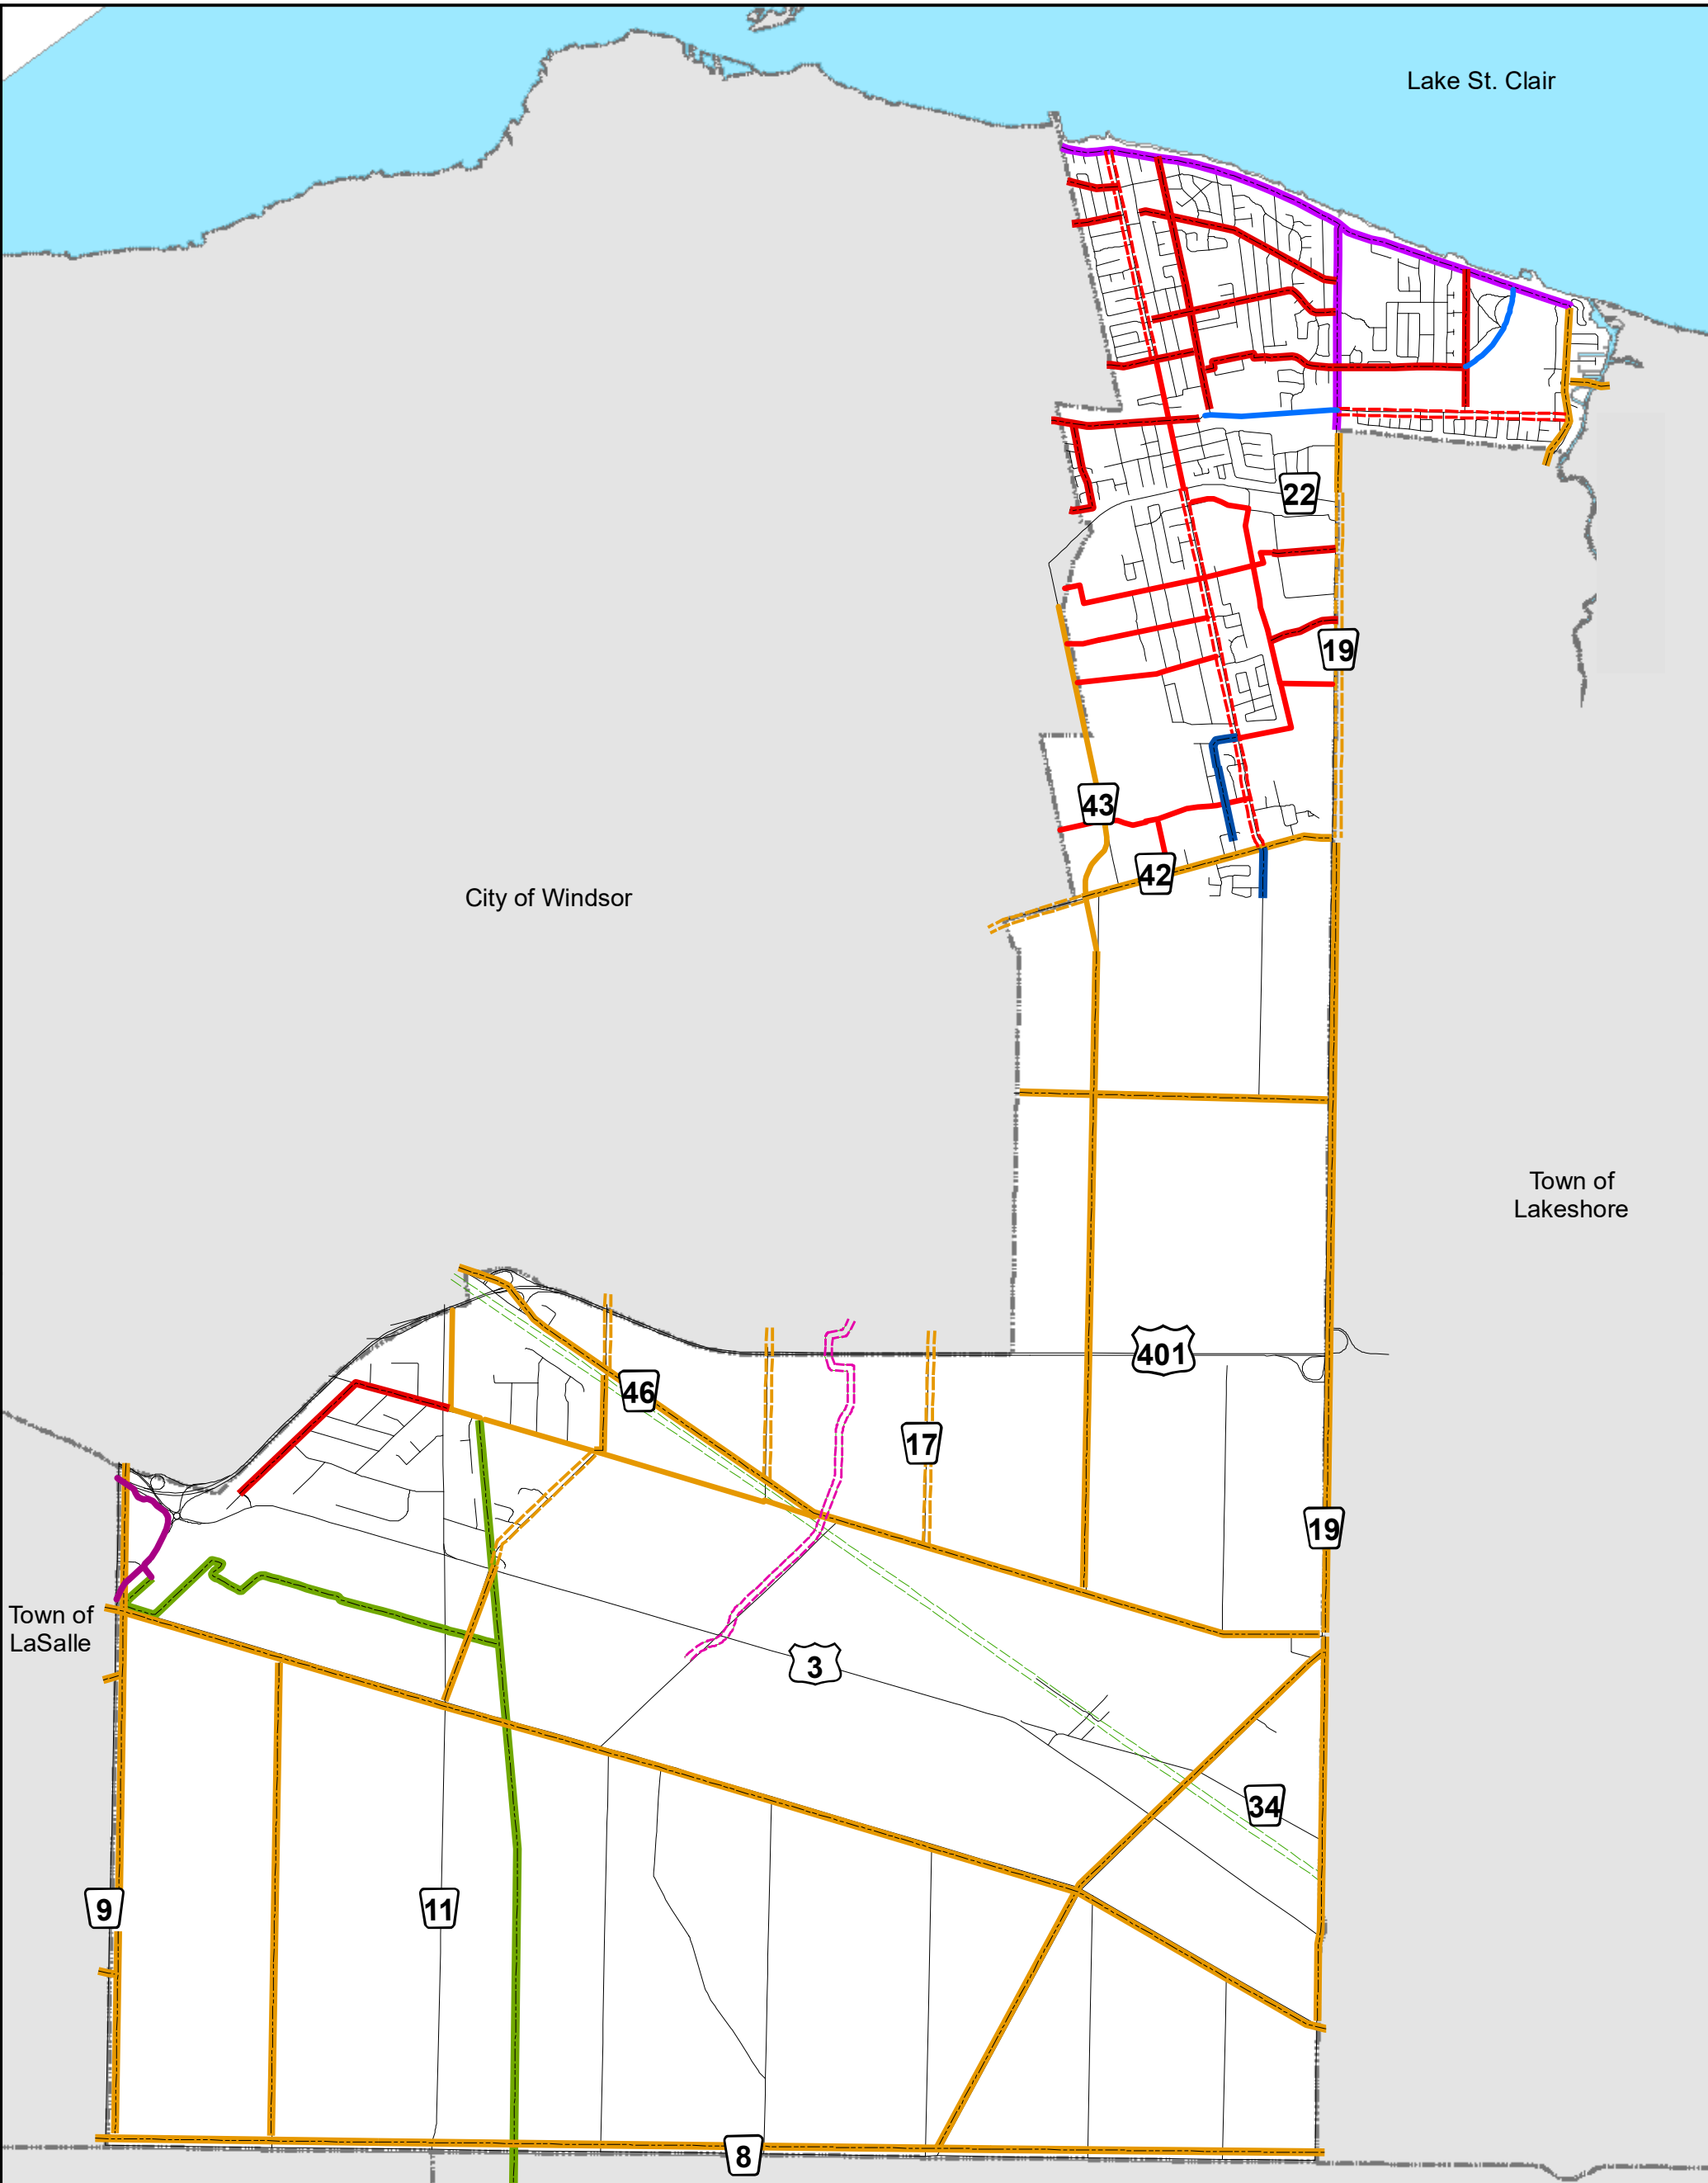 Lake St. Clair
22
19
43
42
City of Windsor
Town of
Lakeshore
401
46
17
19
Town of
LaSalle
3
34
9
11
8